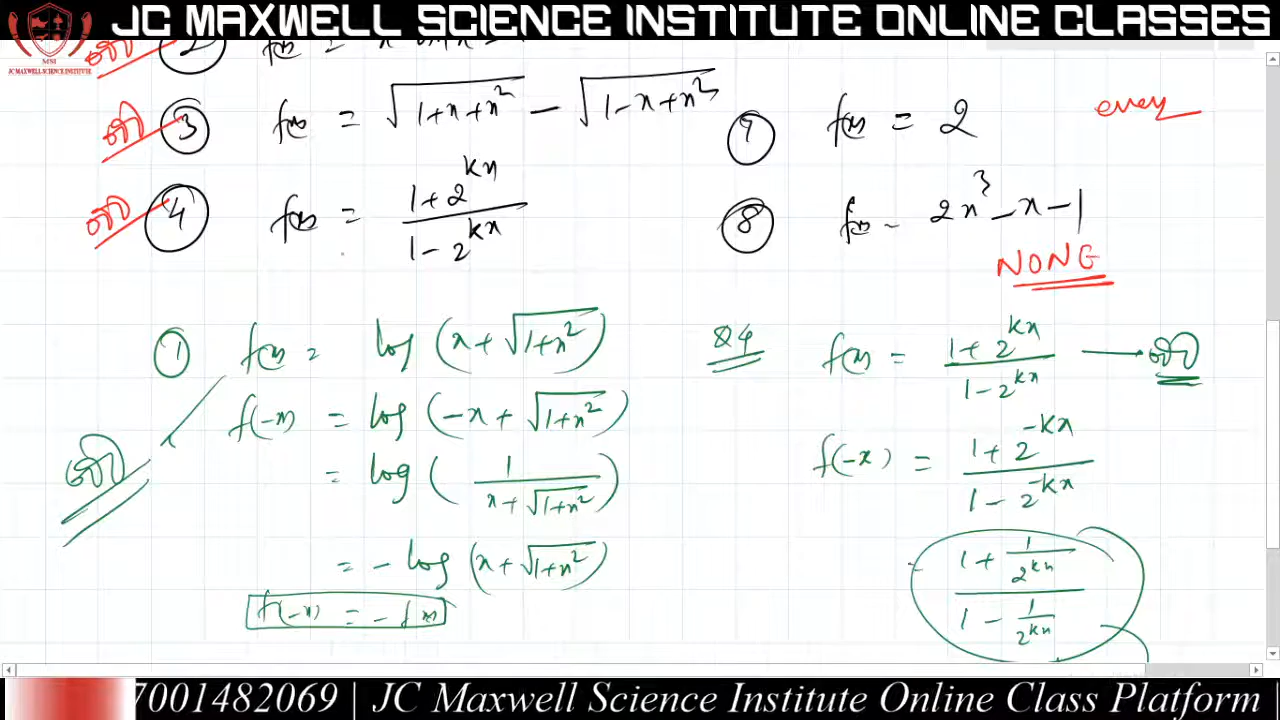 JC MAXWELL SCIENCE INSTITUTE ONLINE CLASSES
MSI
JC MAXWELL SCIENCE INSTITUTE
③ f(x) = √(1+x+x²) − √(1−x+x²)
④ f(x) = (1+2^kx)/(1−2^kx)
⑦ f(x) = 2 even
⑧ f(x) = 2x³−x−1
NONE
① f(x) = log (x+√(1+x²))
f(−x) = log (−x+√(1+x²))
= log (1/(x+√(1+x²)))
= −log (x+√(1+x²))
f(−x) = −f(x)
Q4 f(x) = (1+2^kx)/(1−2^kx)
f(−x) = (1+2^−kx)/(1−2^−kx)
= (1+1/2^kx)/(1−1/2^kx)
7001482069 | JC Maxwell Science Institute Online Class Platform